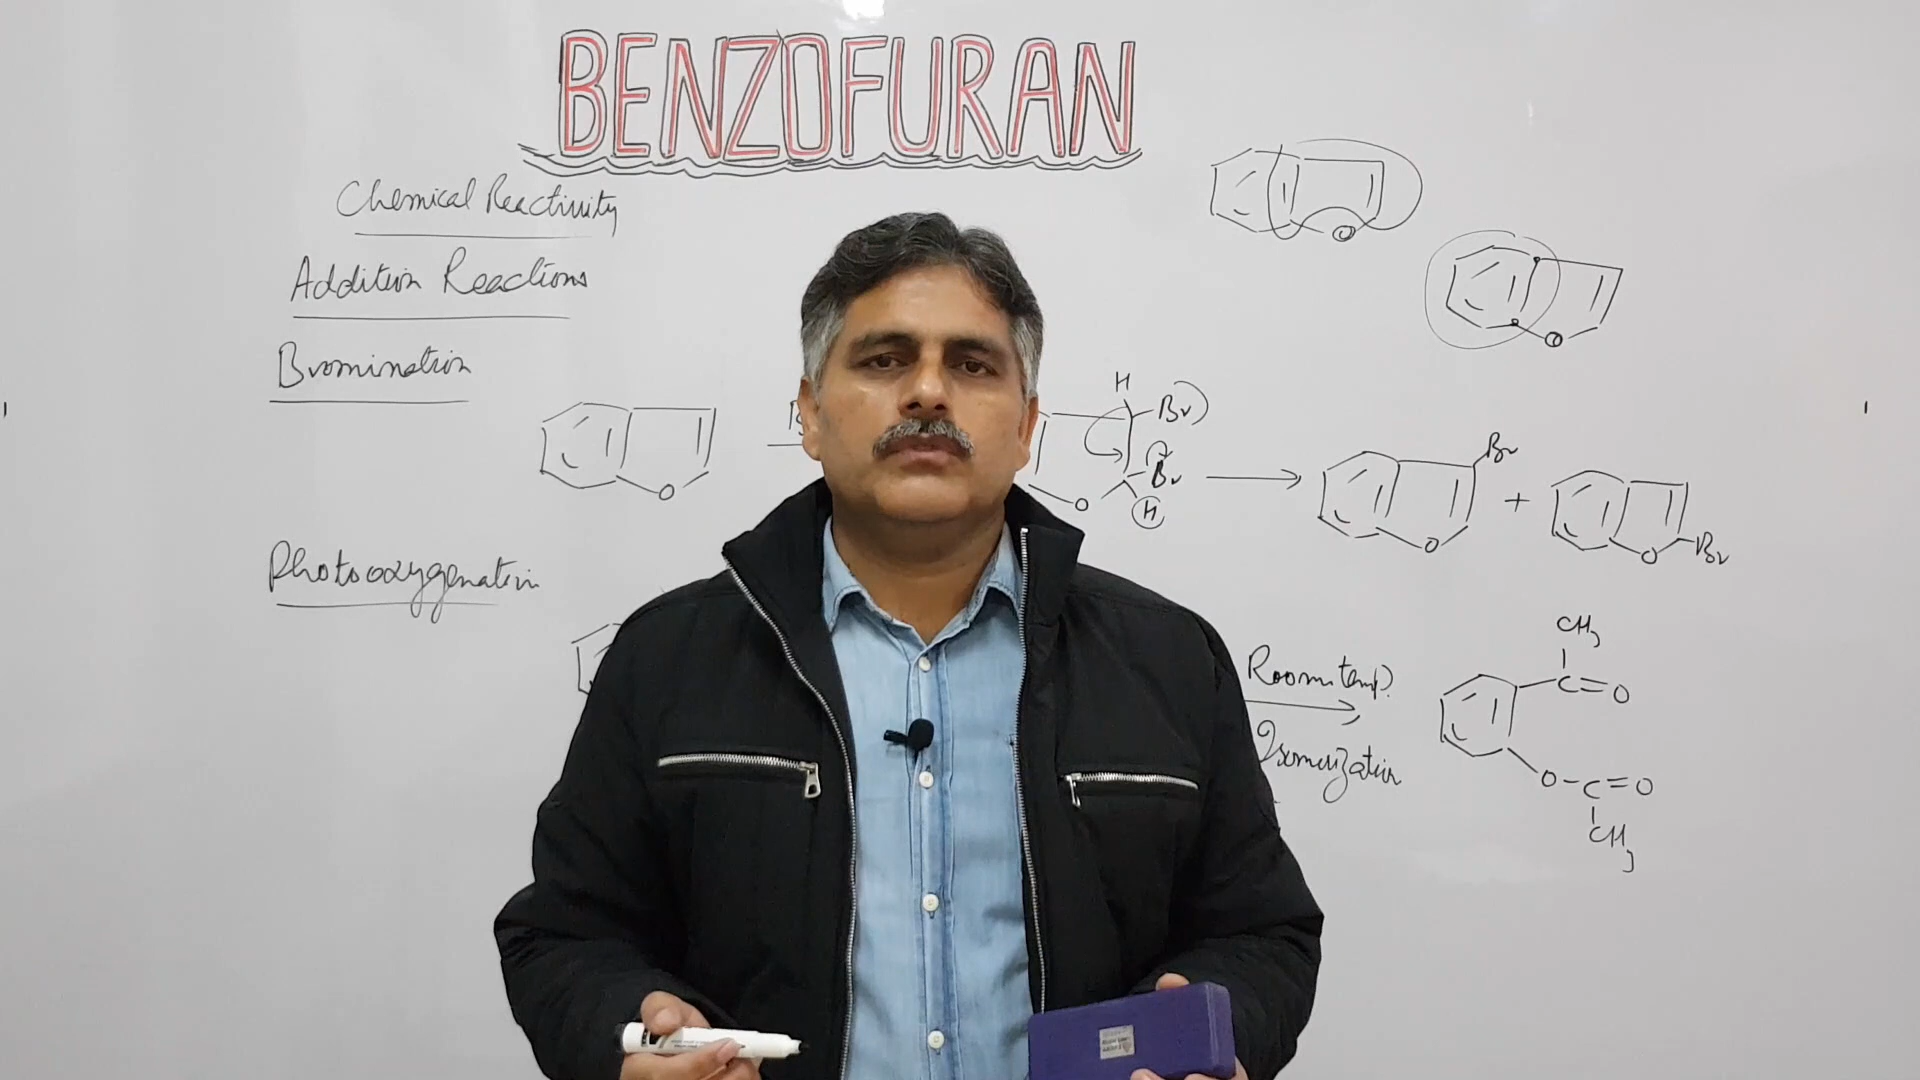 BENZOFURAN
Chemical Reactivity
Addition Reactions
Bromination
O
O
O
B
H
Br
Br
O
H
Br
O
+
O
Br
Photooxygenation
Room temp.
Isomerization
CH3
C=O
O-C=O
CH3